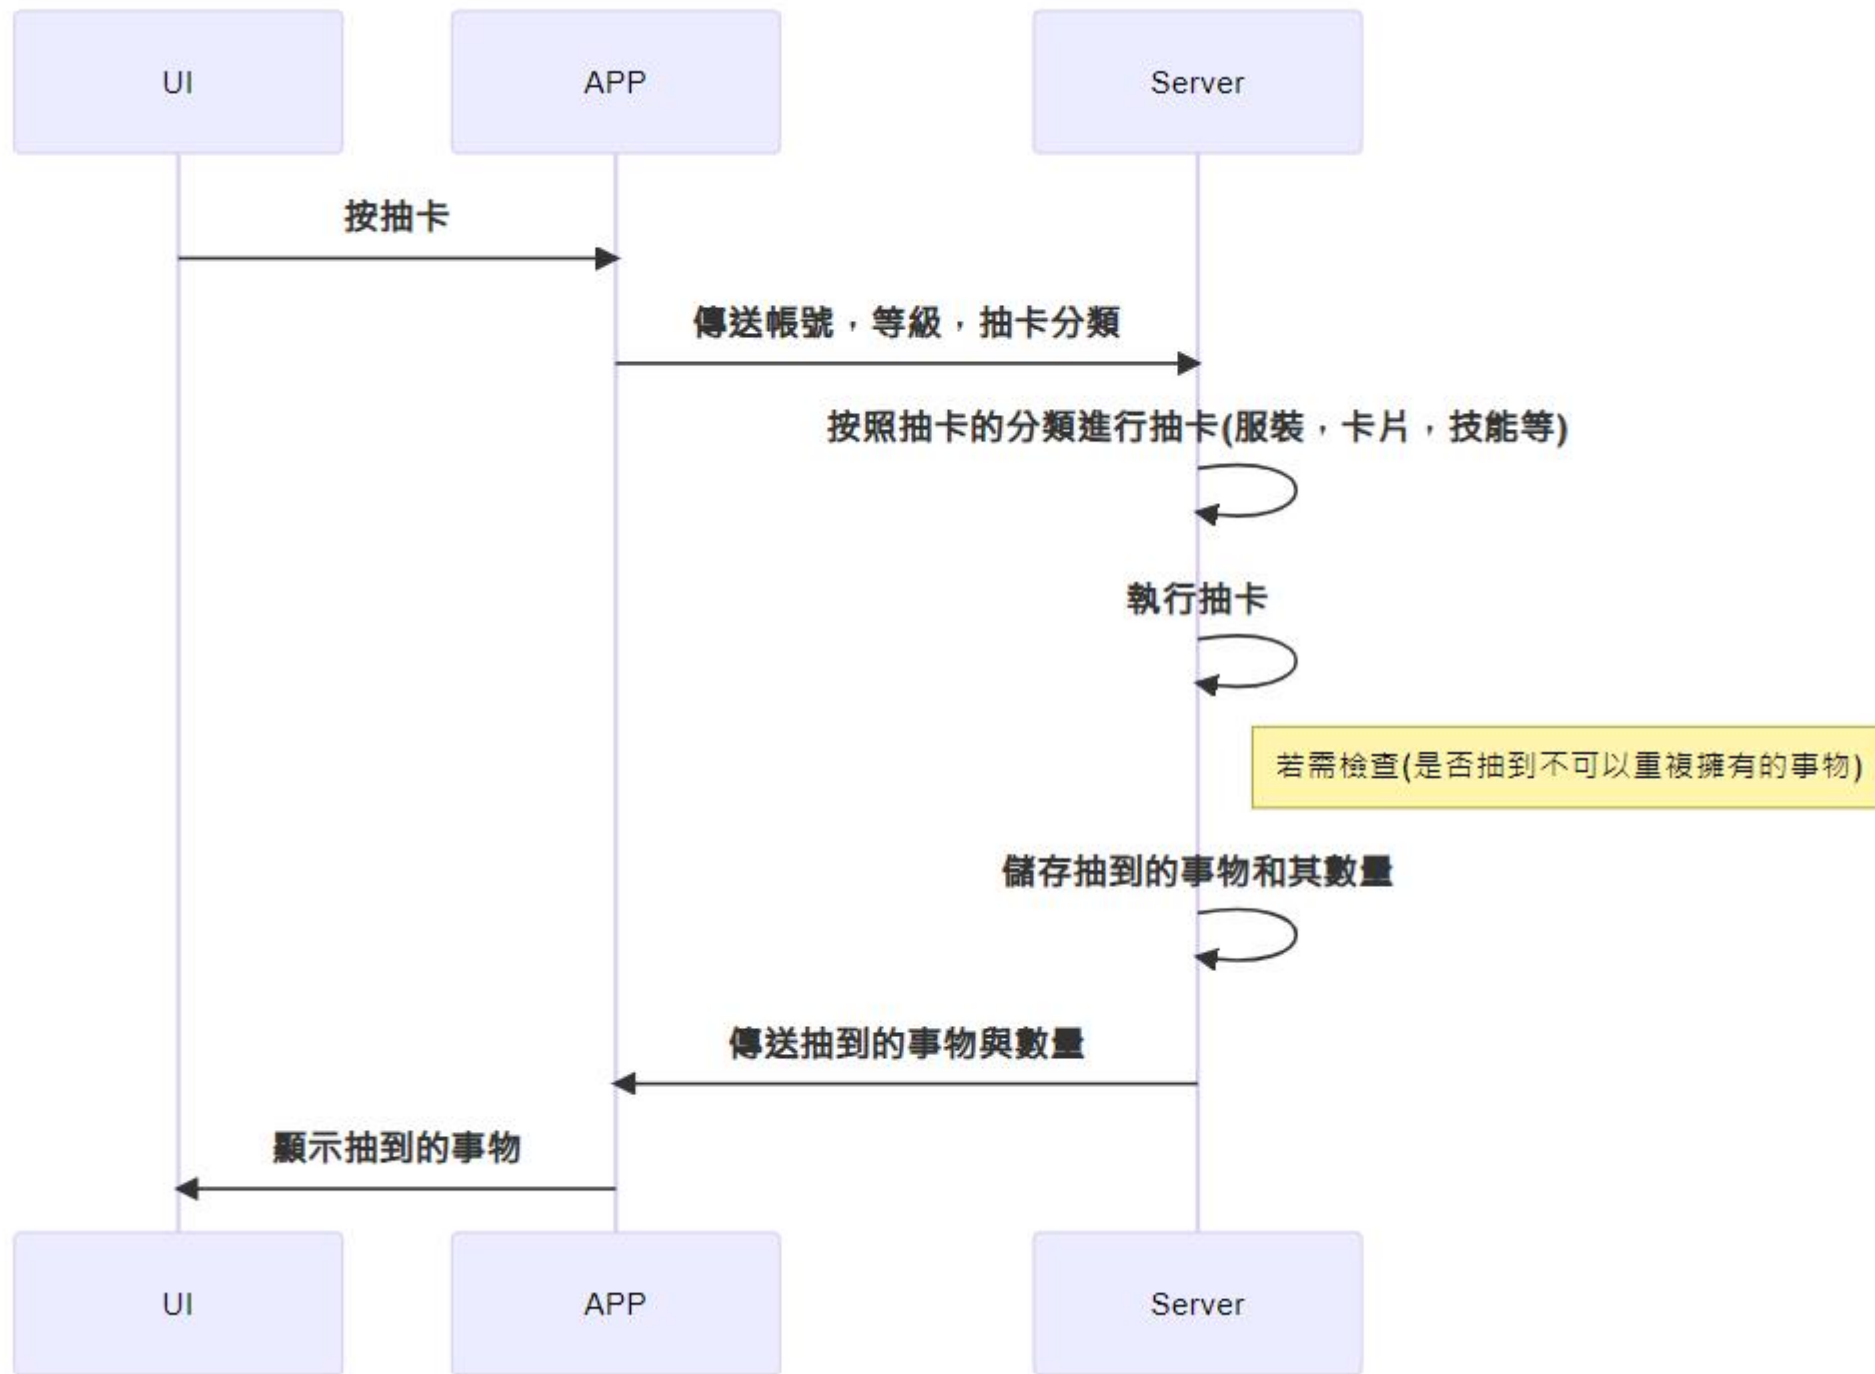 UI
APP
Server
按抽卡
傳送帳號，等級，抽卡分類
按照抽卡的分類進行抽卡(服裝，卡片，技能等)
執行抽卡
若需檢查(是否抽到不可以重複擁有的事物)
儲存抽到的事物和其數量
傳送抽到的事物與數量
顯示抽到的事物
UI
APP
Server